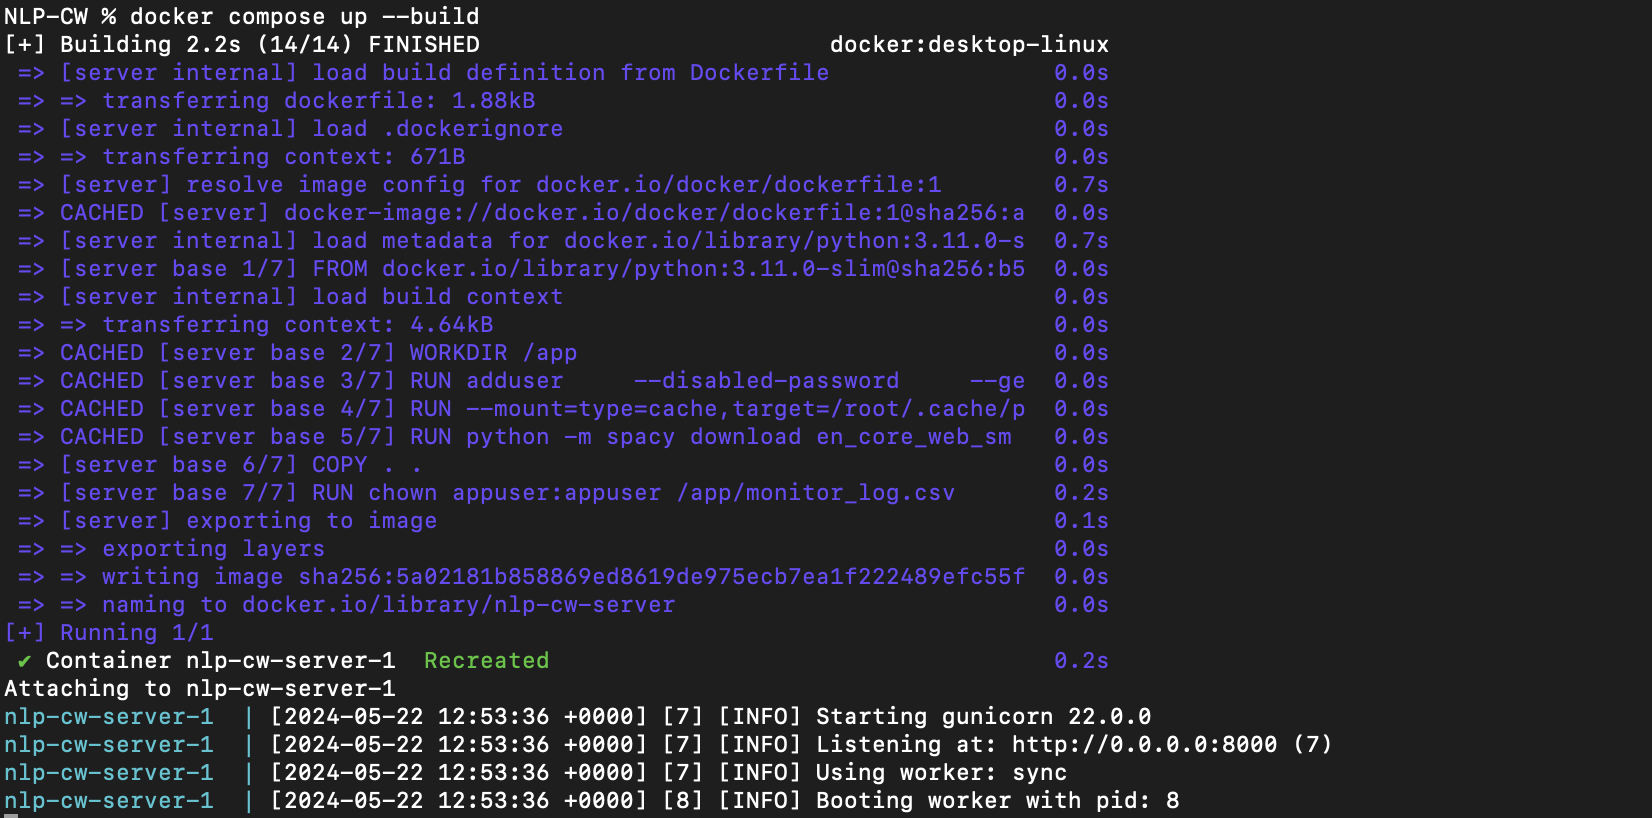 NLP-CW % docker compose up --build
[+] Building 2.2s (14/14) FINISHED docker:desktop-linux
=> [server internal] load build definition from Dockerfile 0.0s
=> => transferring dockerfile: 1.88kB 0.0s
=> [server internal] load .dockerignore 0.0s
=> => transferring context: 671B 0.0s
=> [server] resolve image config for docker.io/docker/dockerfile:1 0.7s
=> CACHED [server] docker-image://docker.io/docker/dockerfile:1@sha256:a 0.0s
=> [server internal] load metadata for docker.io/library/python:3.11.0-s 0.7s
=> [server base 1/7] FROM docker.io/library/python:3.11.0-slim@sha256:b5 0.0s
=> [server internal] load build context 0.0s
=> => transferring context: 4.64kB 0.0s
=> CACHED [server base 2/7] WORKDIR /app 0.0s
=> CACHED [server base 3/7] RUN adduser     --disabled-password     --ge 0.0s
=> CACHED [server base 4/7] RUN --mount=type=cache,target=/root/.cache/p 0.0s
=> CACHED [server base 5/7] RUN python -m spacy download en_core_web_sm 0.0s
=> [server base 6/7] COPY . . 0.0s
=> [server base 7/7] RUN chown appuser:appuser /app/monitor_log.csv 0.2s
=> [server] exporting to image 0.1s
=> => exporting layers 0.0s
=> => writing image sha256:5a02181b858869ed8619de975ecb7ea1f222489efc55f 0.0s
=> => naming to docker.io/library/nlp-cw-server 0.0s
[+] Running 1/1
✔ Container nlp-cw-server-1 Recreated 0.2s
Attaching to nlp-cw-server-1
nlp-cw-server-1 | [2024-05-22 12:53:36 +0000] [7] [INFO] Starting gunicorn 22.0.0
nlp-cw-server-1 | [2024-05-22 12:53:36 +0000] [7] [INFO] Listening at: http://0.0.0.0:8000 (7)
nlp-cw-server-1 | [2024-05-22 12:53:36 +0000] [7] [INFO] Using worker: sync
nlp-cw-server-1 | [2024-05-22 12:53:36 +0000] [8] [INFO] Booting worker with pid: 8